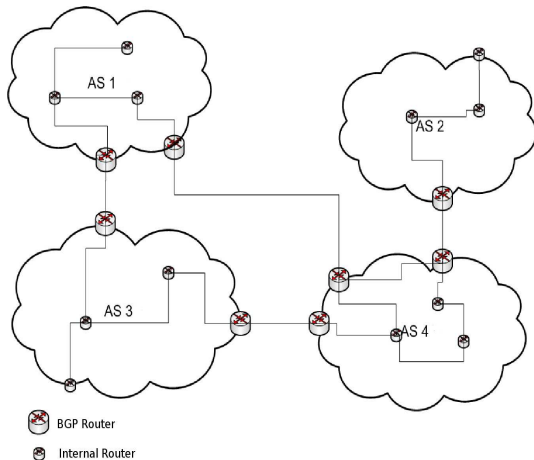 AS 1
AS 2
AS 3
AS 4
BGP Router
Internal Router